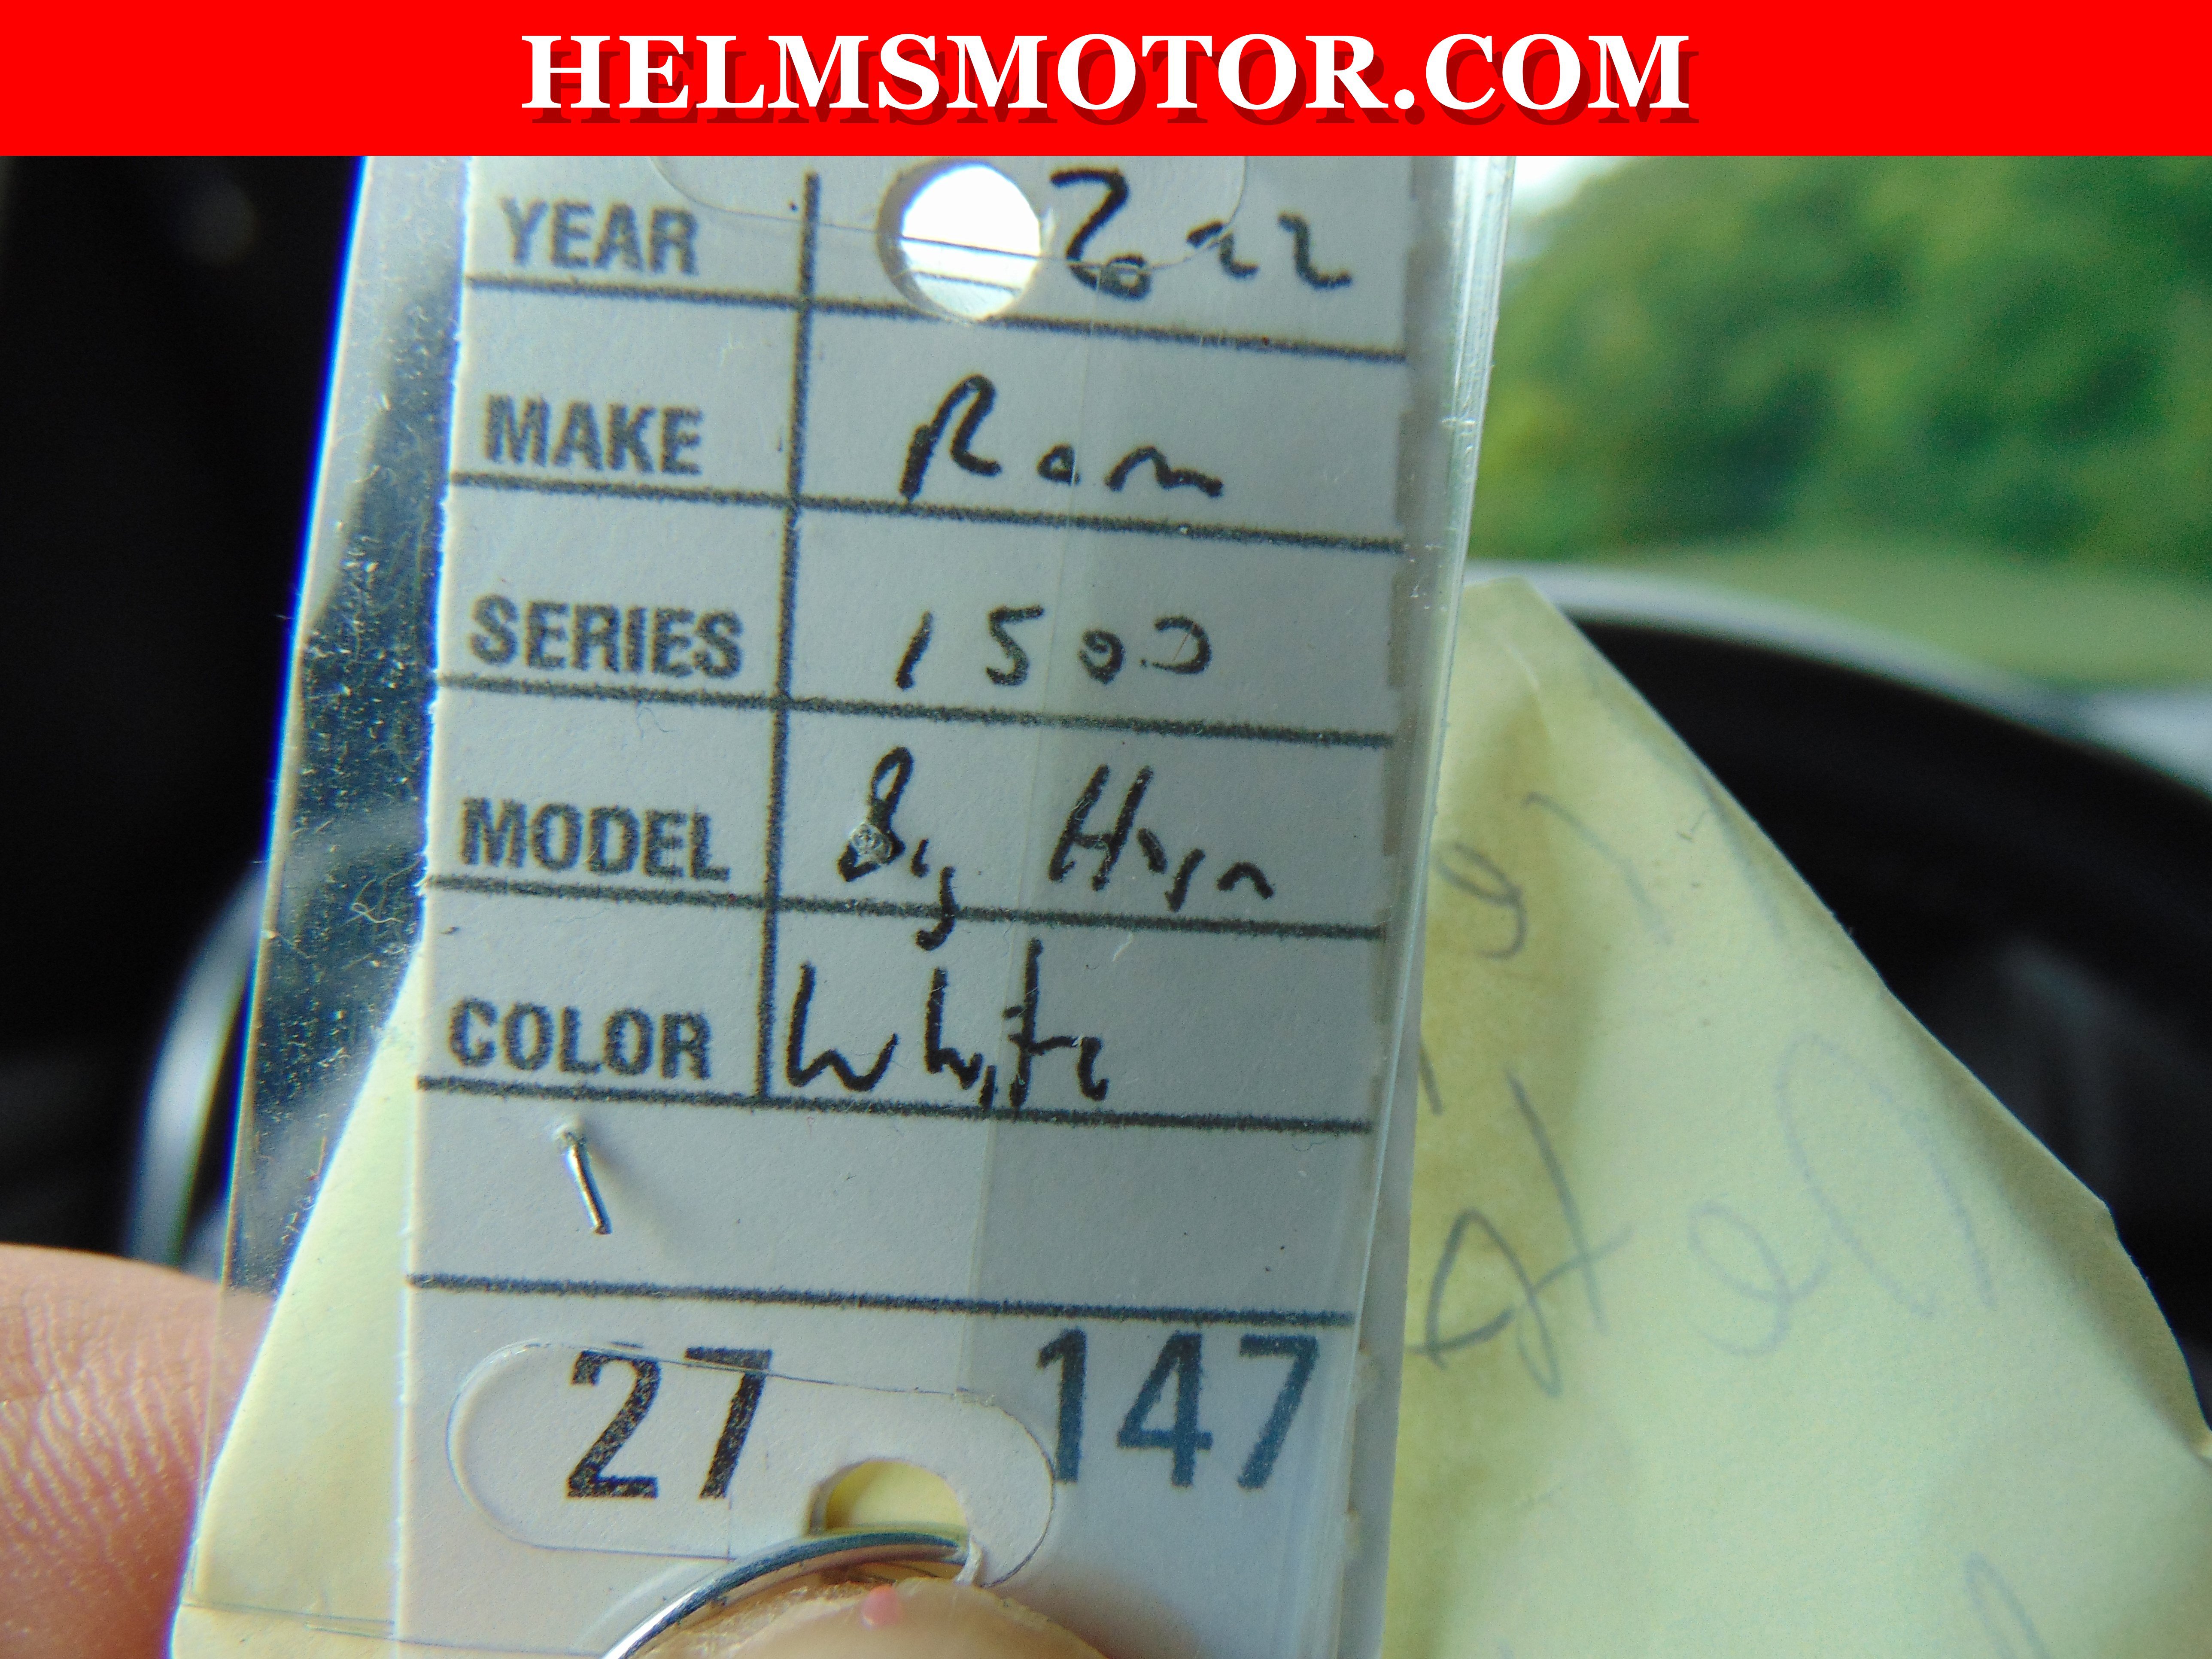 HELMSMOTOR.COM
YEAR 2022
MAKE Ram
SERIES 1500
MODEL Big Horn
COLOR White
27 147